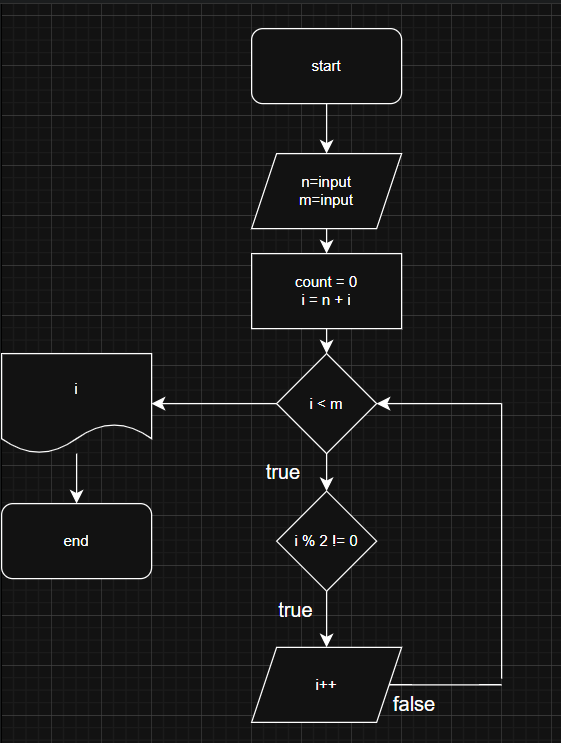 start
n=input
m=input
count = 0
i = n + i
i < m
i
true
end
i % 2 != 0
true
i++
false